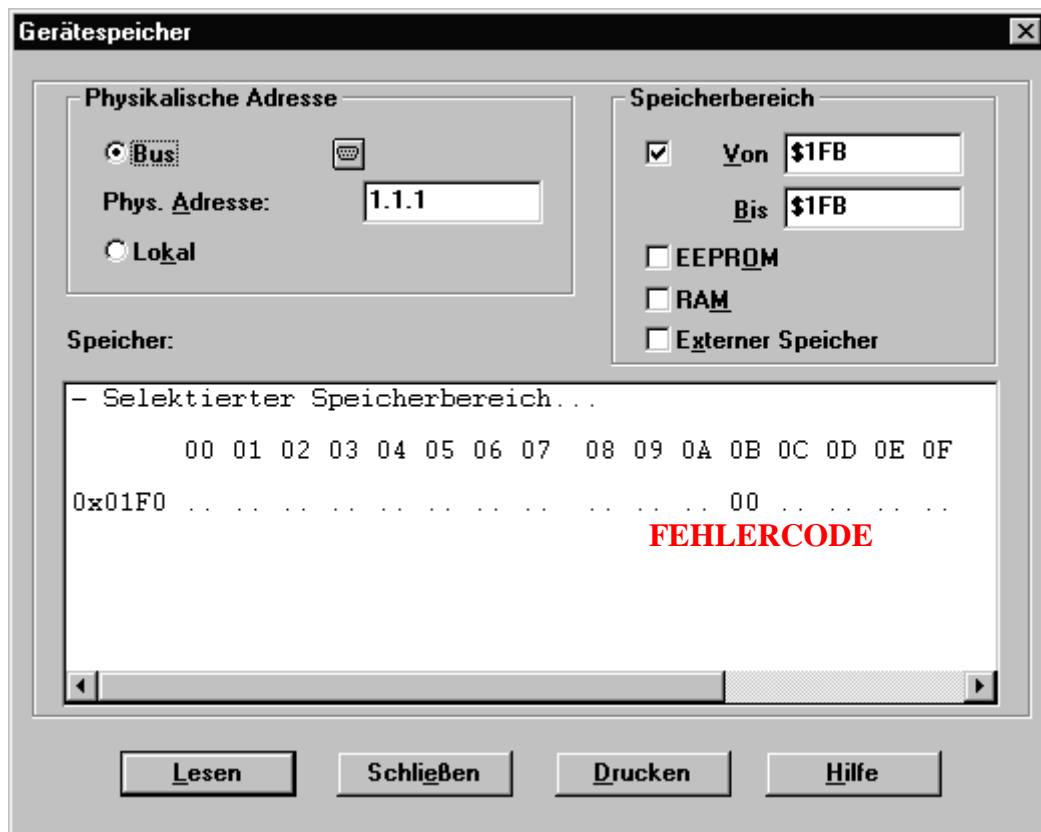 Gerätespeicher
Physikalische Adresse
Bus
Phys. Adresse: 1.1.1
Lokal
Speicherbereich
Von $1FB
Bis $1FB
EEPROM
RAM
Externer Speicher
Speicher:
- Selektierter Speicherbereich...
00 01 02 03 04 05 06 07 08 09 0A 0B 0C 0D 0E 0F
0x01F0 .. .. .. .. .. .. .. .. .. .. .. 00 .. .. .. ..
FEHLERCODE
Lesen Schließen Drucken Hilfe